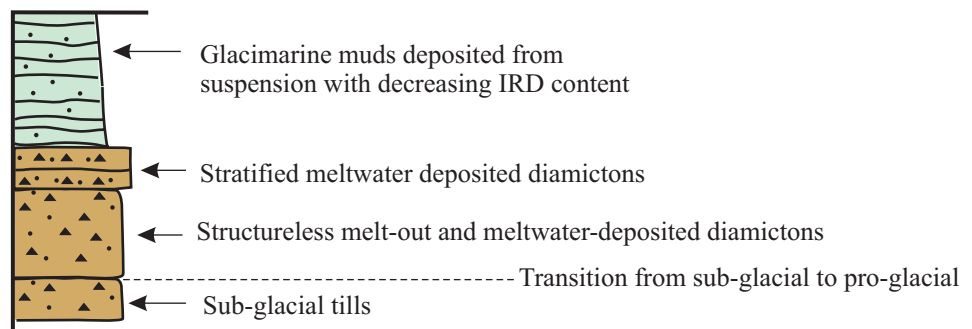 Glacimarine muds deposited from
suspension with decreasing IRD content
Stratified meltwater deposited diamictons
Structureless melt-out and meltwater-deposited diamictons
Transition from sub-glacial to pro-glacial
Sub-glacial tills